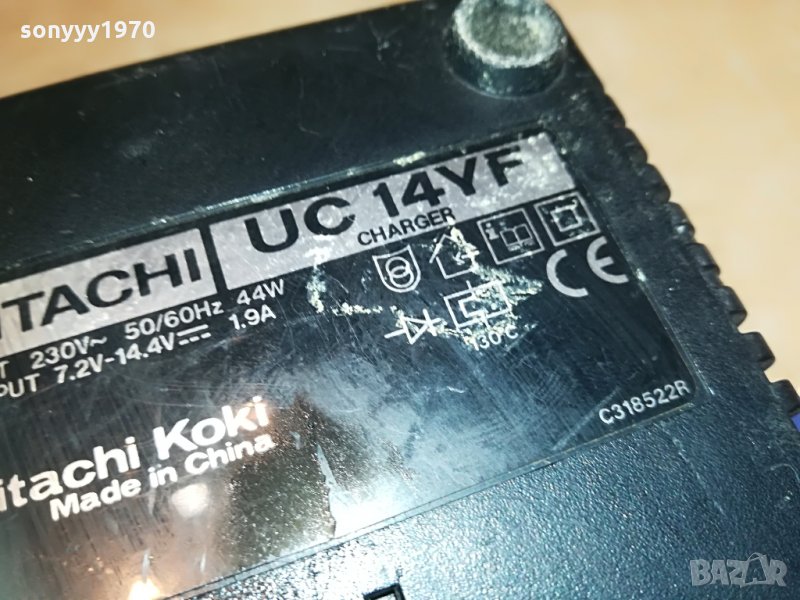 sonyyy1970
ITACHI UC 14YF
CHARGER
T 230V~ 50/60Hz 44W
PUT 7.2V-14.4V⎓ 1.9A
130°C
CE
C318522R
itachi Koki
Made in China
BAZAR